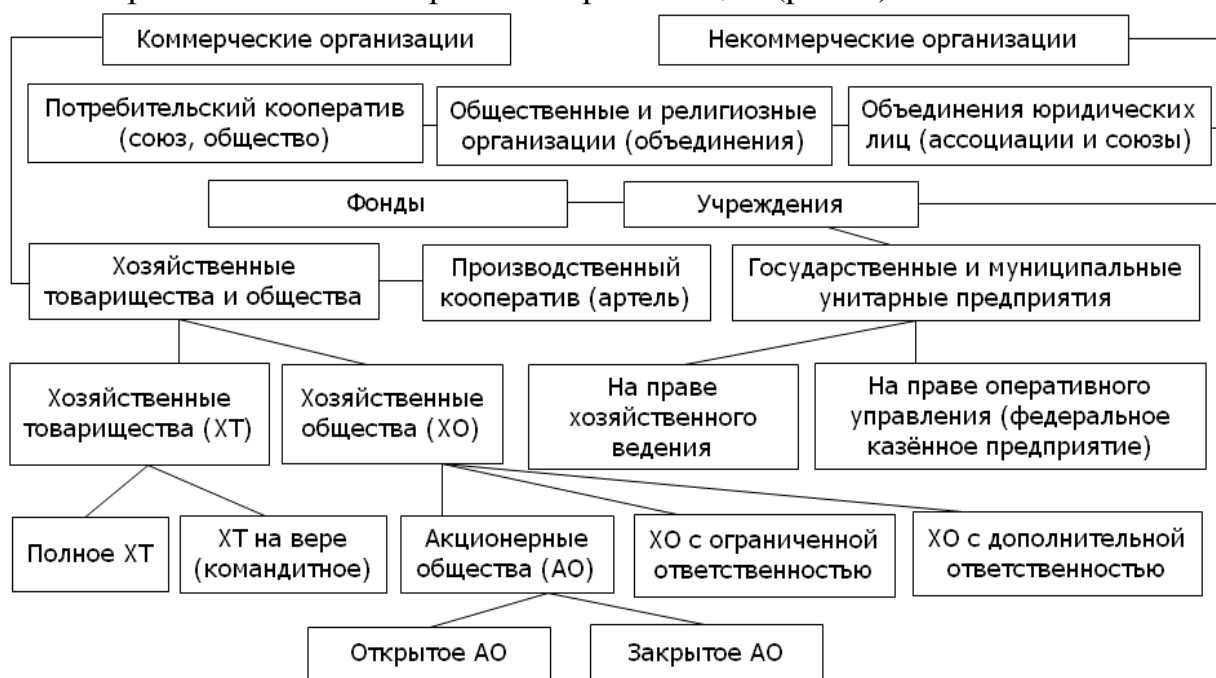 Коммерческие организации
Некоммерческие организации
Потребительский кооператив
(союз, общество)
Общественные и религиозные
организации (объединения)
Объединения юридических
лиц (ассоциации и союзы)
Фонды
Учреждения
Хозяйственные
товарищества и общества
Производственный
кооператив (артель)
Государственные и муниципальные
унитарные предприятия
Хозяйственные
товарищества (ХТ)
Хозяйственные
общества (ХО)
На праве
хозяйственного
ведения
На праве оперативного
управления (федеральное
казённое предприятие)
Полное ХТ
ХТ на вере
(командитное)
Акционерные
общества (АО)
ХО с ограниченной
ответственностью
ХО с дополнительной
ответственностью
Открытое АО
Закрытое АО